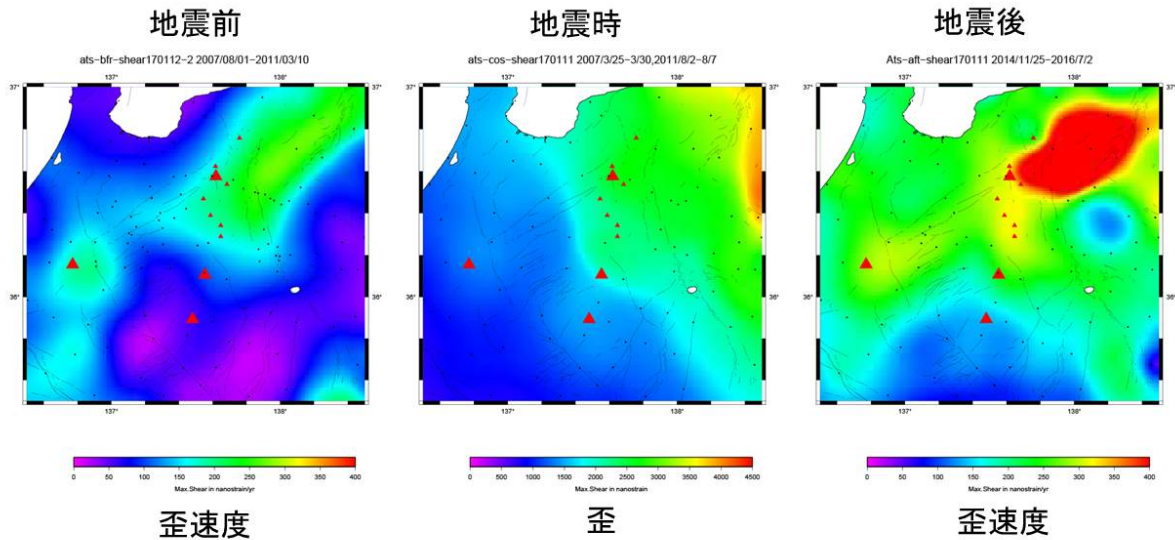 地震前
地震時
地震後
ats-bfr-shear170112-2 2007/08/01-2011/03/10
ats-cos-shear170111 2007/3/25-3/30,2011/8/2-8/7
Ats-aft-shear170111 2014/11/25-2016/7/2
137° 138°
137° 138°
137° 138°
37° 37° 37° 37°
36° 36° 36° 36°
137° 138°
137° 138°
137° 138°
0 50 100 150 200 250 300 350 400
Max.Shear in nanostrain/yr
0 500 1000 1500 2000 2500 3000 3500 4000 4500
Max.Shear in nanostrain
0 50 100 150 200 250 300 350 400
Max.Shear in nanostrain/yr
歪速度
歪
歪速度